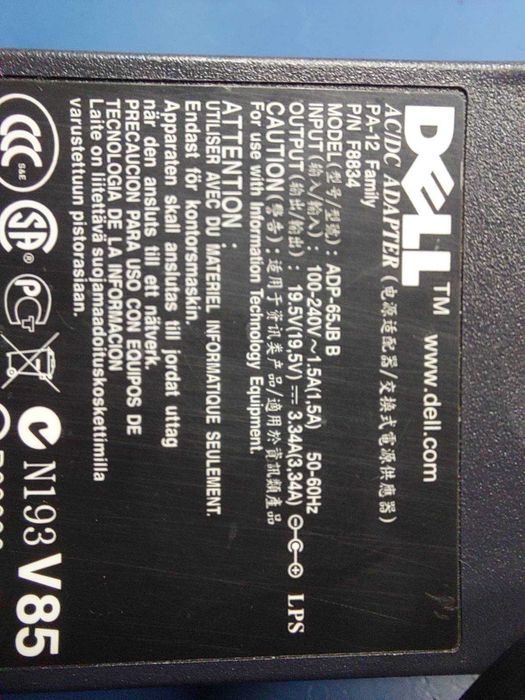 DELL™ www.dell.com
AC/DC ADAPTER (电源适配器/交換式電源供應器)
PA-12 Family
P/N F8834
MODEL (型号/型號) : ADP-65JB B
INPUT (输入/輸入) : 100-240V~1.5A(1.5A) 50-60Hz
OUTPUT (输出/輸出) : 19.5V(19,5V) ⎓ 3.34A(3,34A) LPS
CAUTION (警告) : 适用于资讯类产品/適用於資訊類產品
For use with Information Technology Equipment.
ATTENTION :
UTILISER AVEC DU MATERIEL INFORMATIQUE SEULEMENT.
Endast för kontorsmaskin.
Apparaten skall anslutas till jordat uttag
när den ansluts till ett nätverk.
PRECAUCION PARA USO CON EQUIPOS DE
TECNOLOGIA DE LA INFORMACION
Laite on liitettävä suojamaadoituskoskettimilla
varustettuun pistorasiaan.
CCC S&E SA ® PCT N193 V85